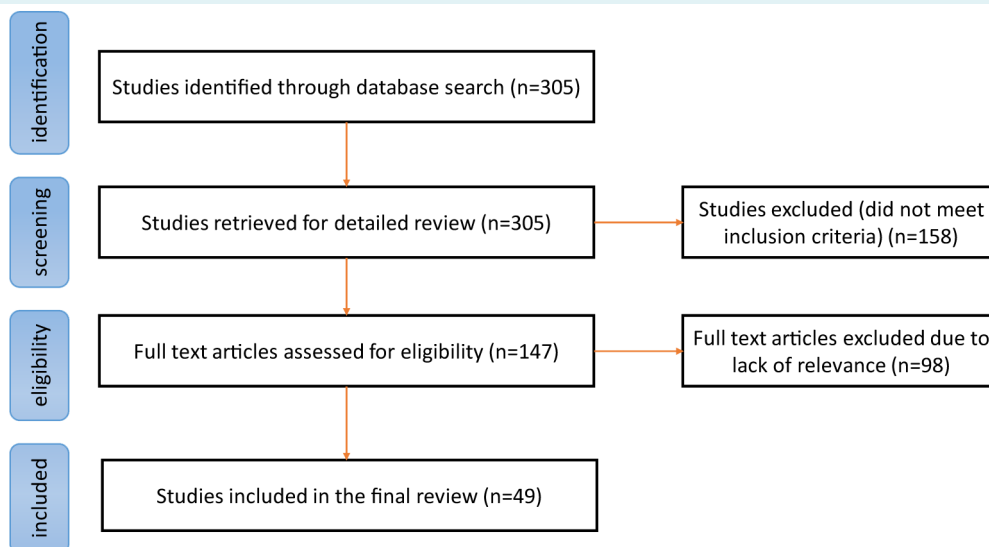 identification
Studies identified through database search (n=305)
screening
Studies retrieved for detailed review (n=305)
Studies excluded (did not meet
inclusion criteria) (n=158)
eligibility
Full text articles assessed for eligibility (n=147)
Full text articles excluded due to
lack of relevance (n=98)
included
Studies included in the final review (n=49)